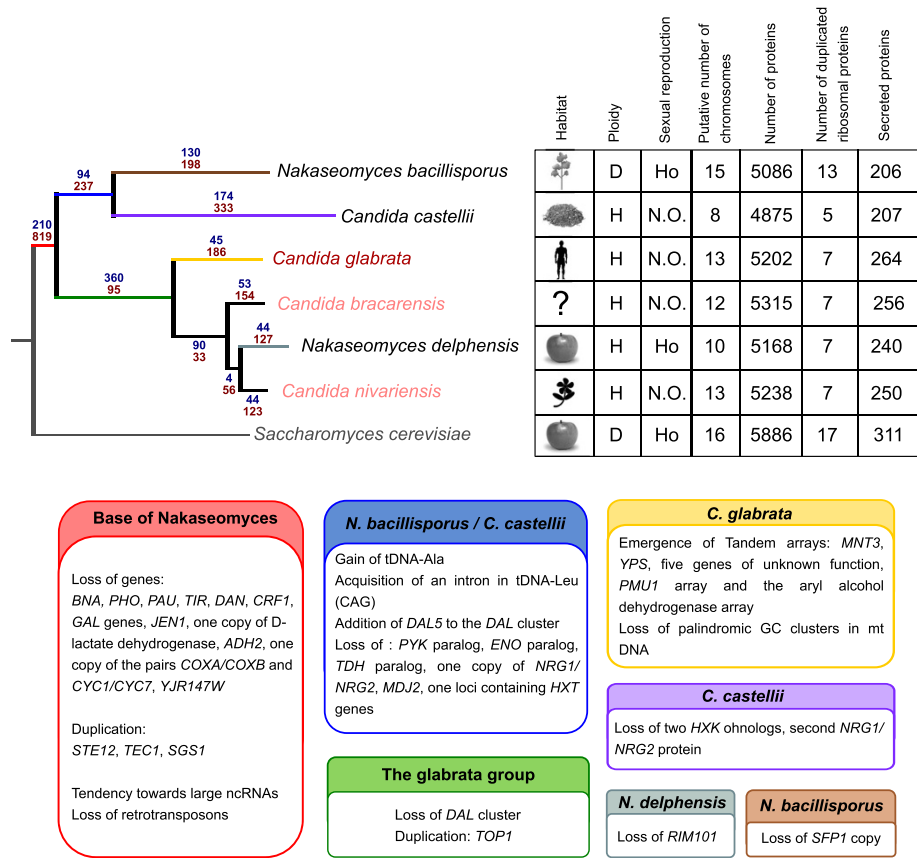 Habitat
Ploidy
Sexual reproduction
Putative number of
chromosomes
Number of proteins
Number of duplicated
ribosomal proteins
Secreted proteins
130
198
Nakaseomyces bacillisporus
D Ho 15 5086 13 206
94
237
174
333
Candida castellii
H N.O. 8 4875 5 207
210
819
45
186
Candida glabrata
H N.O. 13 5202 7 264
360
95
53
154
Candida bracarensis
? H N.O. 12 5315 7 256
90
33
44
127
Nakaseomyces delphensis
H Ho 10 5168 7 240
4
56
44
123
Candida nivariensis
H N.O. 13 5238 7 250
Saccharomyces cerevisiae
D Ho 16 5886 17 311
Base of Nakaseomyces
Loss of genes:
BNA, PHO, PAU, TIR, DAN, CRF1,
GAL genes, JEN1, one copy of D-
lactate dehydrogenase, ADH2, one
copy of the pairs COXA/COXB and
CYC1/CYC7, YJR147W
Duplication:
STE12, TEC1, SGS1
Tendency towards large ncRNAs
Loss of retrotransposons
N. bacillisporus / C. castellii
Gain of tDNA-Ala
Acquisition of an intron in tDNA-Leu
(CAG)
Addition of DAL5 to the DAL cluster
Loss of : PYK paralog, ENO paralog,
TDH paralog, one copy of NRG1/
NRG2, MDJ2, one loci containing HXT
genes
The glabrata group
Loss of DAL cluster
Duplication: TOP1
C. glabrata
Emergence of Tandem arrays: MNT3,
YPS, five genes of unknown function,
PMU1 array and the aryl alcohol
dehydrogenase array
Loss of palindromic GC clusters in mt
DNA
C. castellii
Loss of two HXK ohnologs, second NRG1/
NRG2 protein
N. delphensis
Loss of RIM101
N. bacillisporus
Loss of SFP1 copy